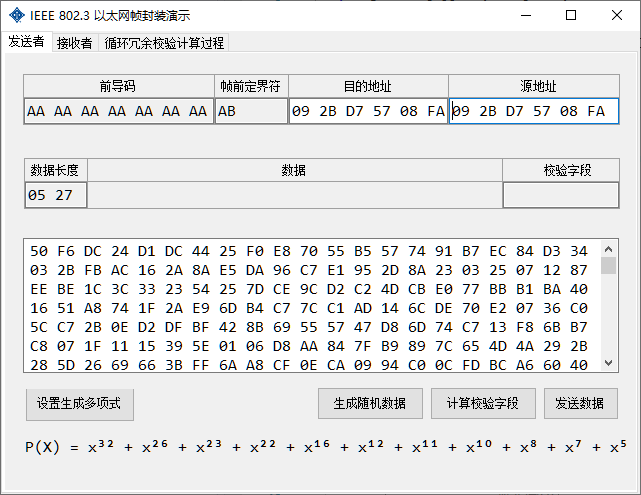 IEEE 802.3 以太网帧封装演示
发送者 接收者 循环冗余校验计算过程
前导码 帧前定界符 目的地址 源地址
AA AA AA AA AA AA AA AB 09 2B D7 57 08 FA 09 2B D7 57 08 FA
数据长度 数据 校验字段
05 27
50 F6 DC 24 D1 DC 44 25 F0 E8 70 55 B5 57 74 91 B7 EC 84 D3 34
03 2B FB AC 16 2A 8A E5 DA 96 C7 E1 95 2D 8A 23 03 25 07 12 87
EE BE 1C 3C 33 23 54 25 7D CE 9C D2 C2 4D CB E0 77 BB B1 BA 40
16 51 A8 74 1F 2A E9 6D B4 C7 7C C1 AD 14 6C DE 70 E2 07 36 C0
5C C7 2B 0E D2 DF BF 42 8B 69 55 57 47 D8 6D 74 C7 13 F8 6B B7
C8 07 1F 11 15 39 5E 01 06 D8 AA 84 7F B9 89 7C 65 4D 4A 29 2B
28 5D 26 69 66 3B FF 6A A8 CF 0E CA 09 94 C0 0C FD BC A6 60 40
设置生成多项式 生成随机数据 计算校验字段 发送数据
P(X) = x³² + x²⁶ + x²³ + x²² + x¹⁶ + x¹² + x¹¹ + x¹⁰ + x⁸ + x⁷ + x⁵